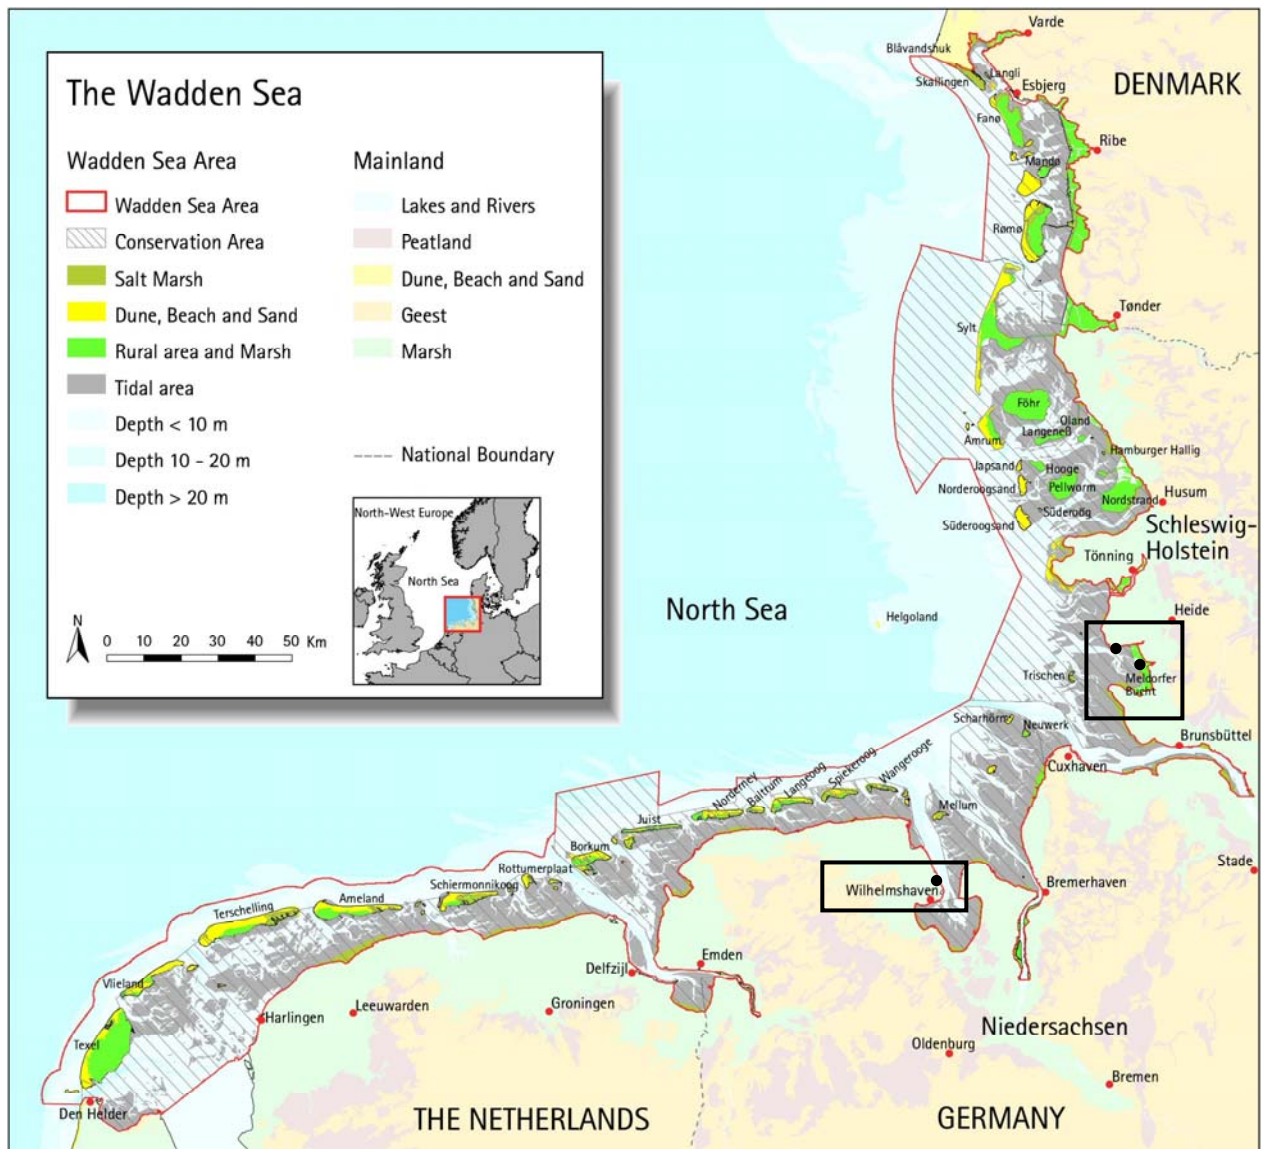 The Wadden Sea
Wadden Sea Area
Wadden Sea Area
Conservation Area
Salt Marsh
Dune, Beach and Sand
Rural area and Marsh
Tidal area
Depth < 10 m
Depth 10 - 20 m
Depth > 20 m
Mainland
Lakes and Rivers
Peatland
Dune, Beach and Sand
Geest
Marsh
National Boundary
North-West Europe
North Sea
N
0 10 20 30 40 50 Km
Varde
Blåvandshuk
Langli
Skallingen
Esbjerg
DENMARK
Fanø
Ribe
Mandø
Rømø
Tønder
Sylt
Föhr
Oland
Langeneß
Amrum
Hamburger Hallig
Japsand
Hooge
Norderoogsand
Pellworm
Nordstrand
Husum
Süderoog
Süderoogsand
Schleswig-
Holstein
Tönning
North Sea
Helgoland
Heide
Trischen
Meldorfer
Bucht
Scharhörn
Neuwerk
Brunsbüttel
Cuxhaven
Wangerooge
Spiekeroog
Langeoog
Baltrum
Norderney
Juist
Mellum
Borkum
Rottumerplaat
Schiermonnikoog
Ameland
Terschelling
Vlieland
Texel
Den Helder
Harlingen
Leeuwarden
Groningen
Delfzijl
Emden
Wilhelmshaven
Bremerhaven
Stade
Niedersachsen
Oldenburg
Bremen
THE NETHERLANDS
GERMANY